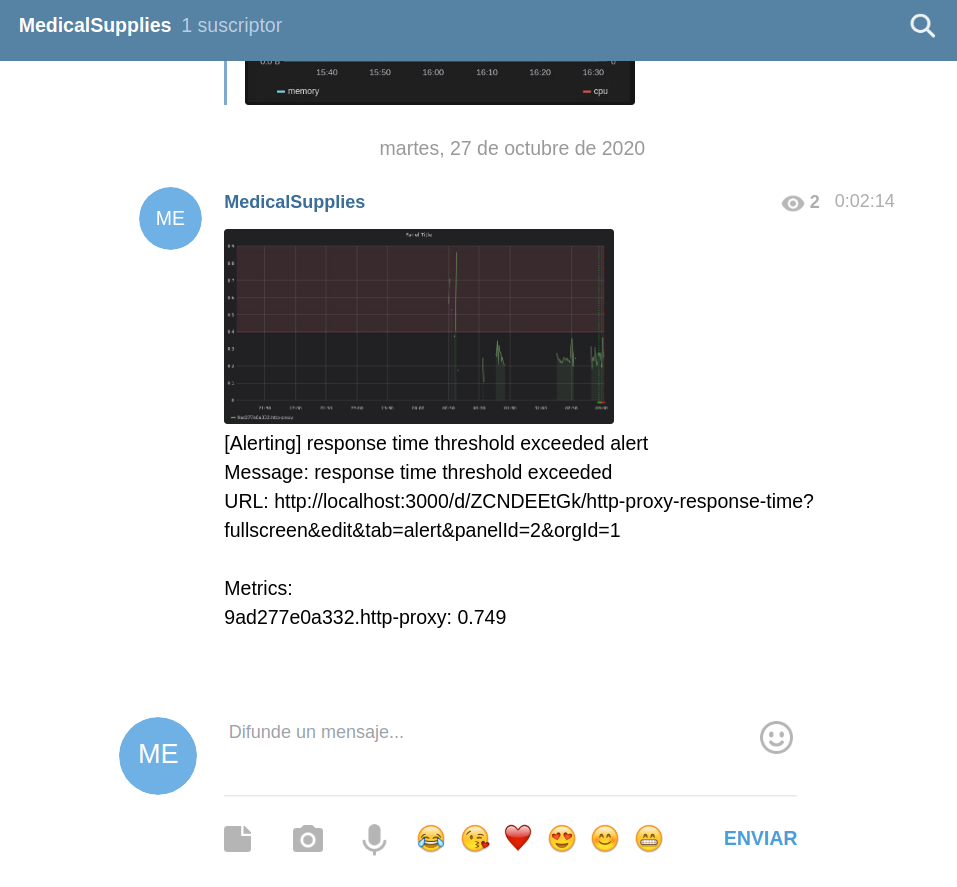 MedicalSupplies 1 suscriptor
0.0 B 0
15:40 15:50 16:00 16:10 16:20 16:30
memory cpu
martes, 27 de octubre de 2020
ME MedicalSupplies 2 0:02:14
Panel Title
[Alerting] response time threshold exceeded alert
Message: response time threshold exceeded
URL: http://localhost:3000/d/ZCNDEEtGk/http-proxy-response-time?
fullscreen&edit&tab=alert&panelId=2&orgId=1
Metrics:
9ad277e0a332.http-proxy: 0.749
ME Difunde un mensaje...
ENVIAR